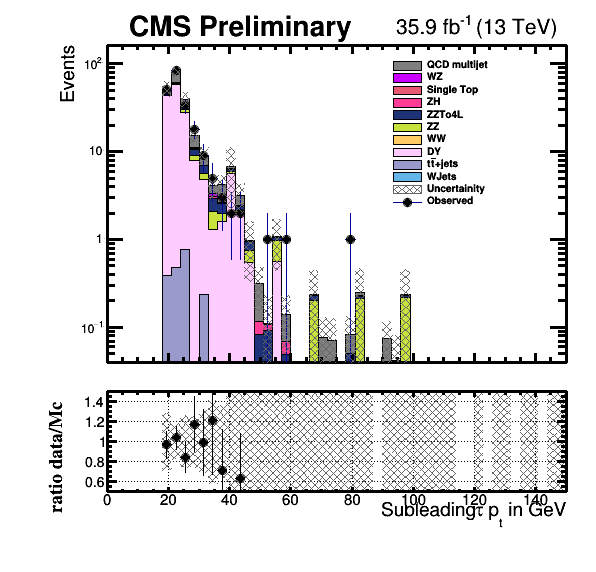 CMS Preliminary 35.9 fb⁻¹ (13 TeV)
Events
10²
10
1
10⁻¹
QCD multijet
WZ
Single Top
ZH
ZZTo4L
ZZ
WW
DY
tt̄+jets
WJets
Uncertainity
Observed
ratio data/Mc
1.4
1.2
1
0.8
0.6
0 20 40 60 80 100 120 140
Subleadingτ pₜ in GeV